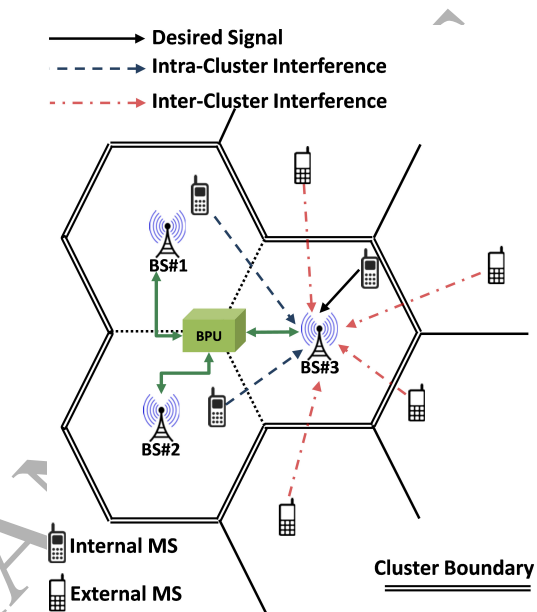 Desired Signal
Intra-Cluster Interference
Inter-Cluster Interference
BS#1
BPU
BS#3
BS#2
Internal MS
Cluster Boundary
External MS